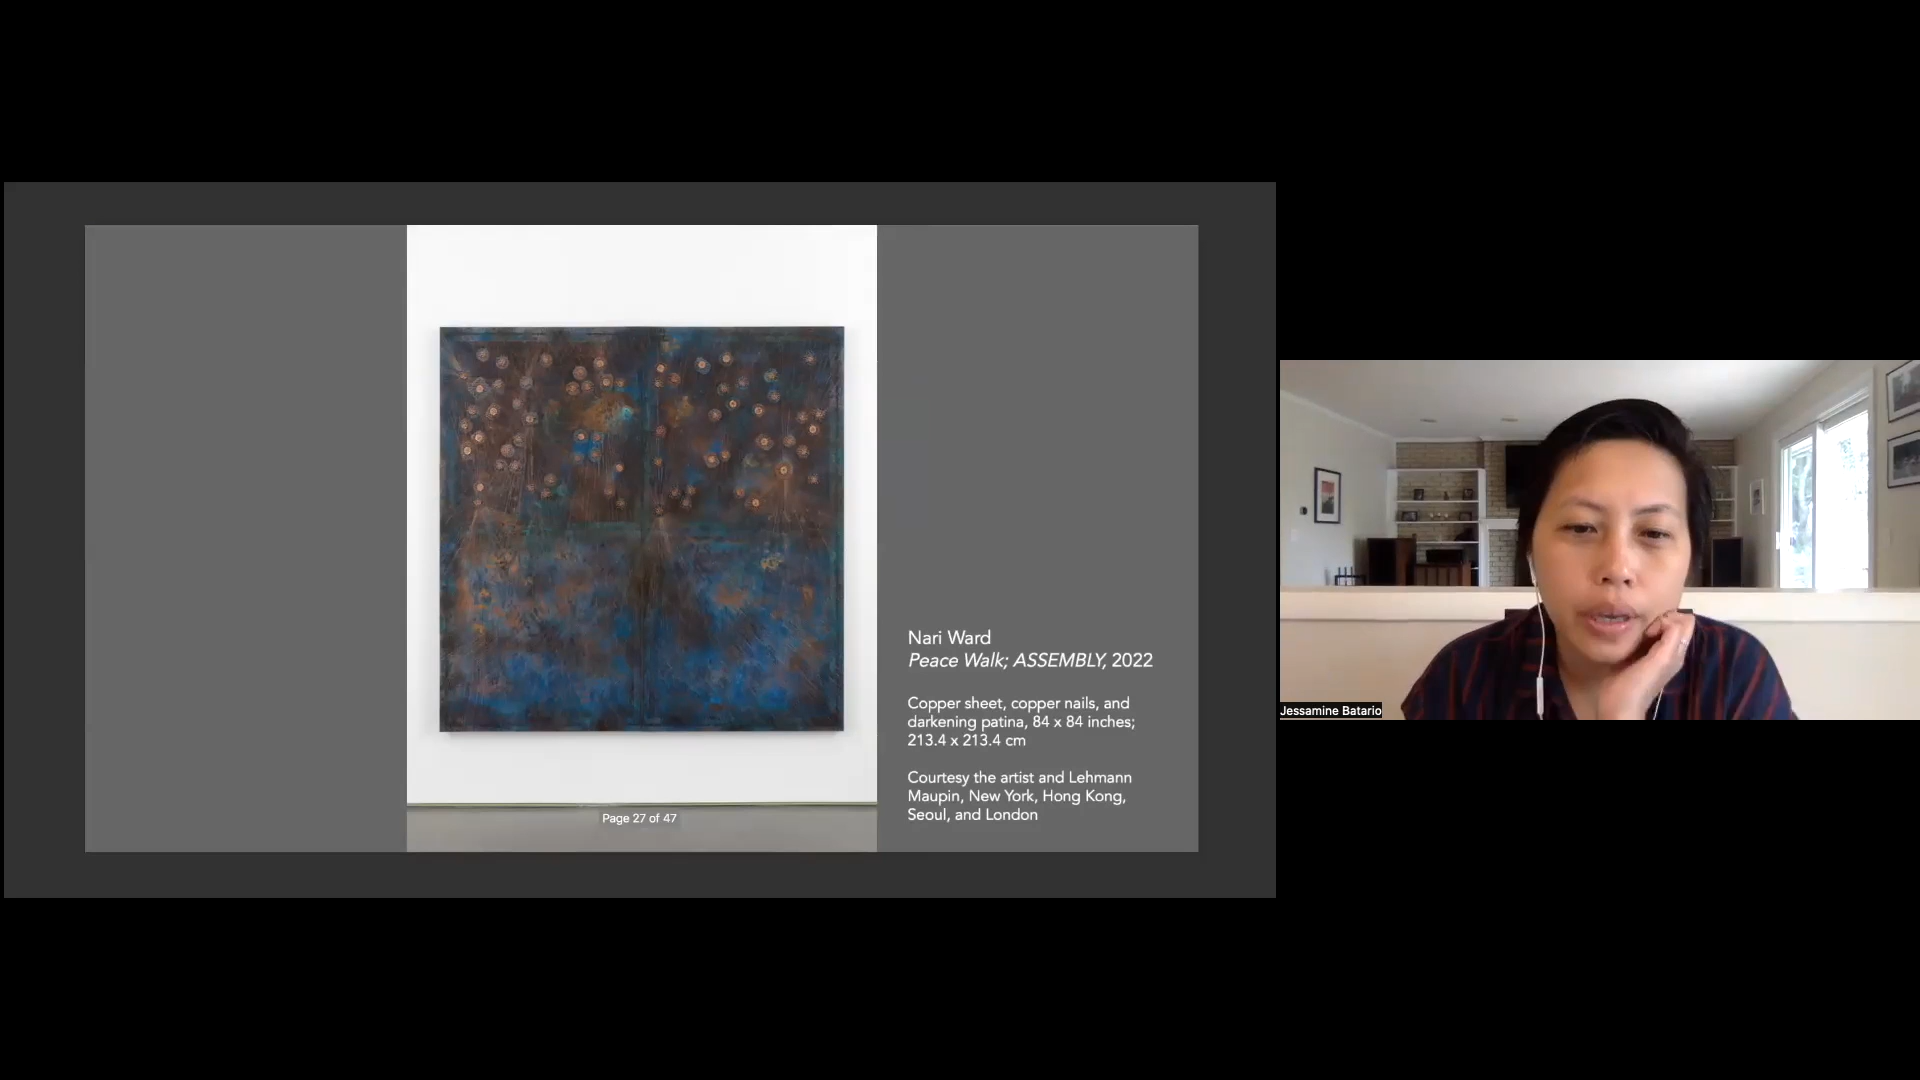 Nari Ward
Peace Walk; ASSEMBLY, 2022
Copper sheet, copper nails, and
darkening patina, 84 x 84 inches;
213.4 x 213.4 cm
Courtesy the artist and Lehmann
Maupin, New York, Hong Kong,
Seoul, and London
Page 27 of 47
Jessamine Batario